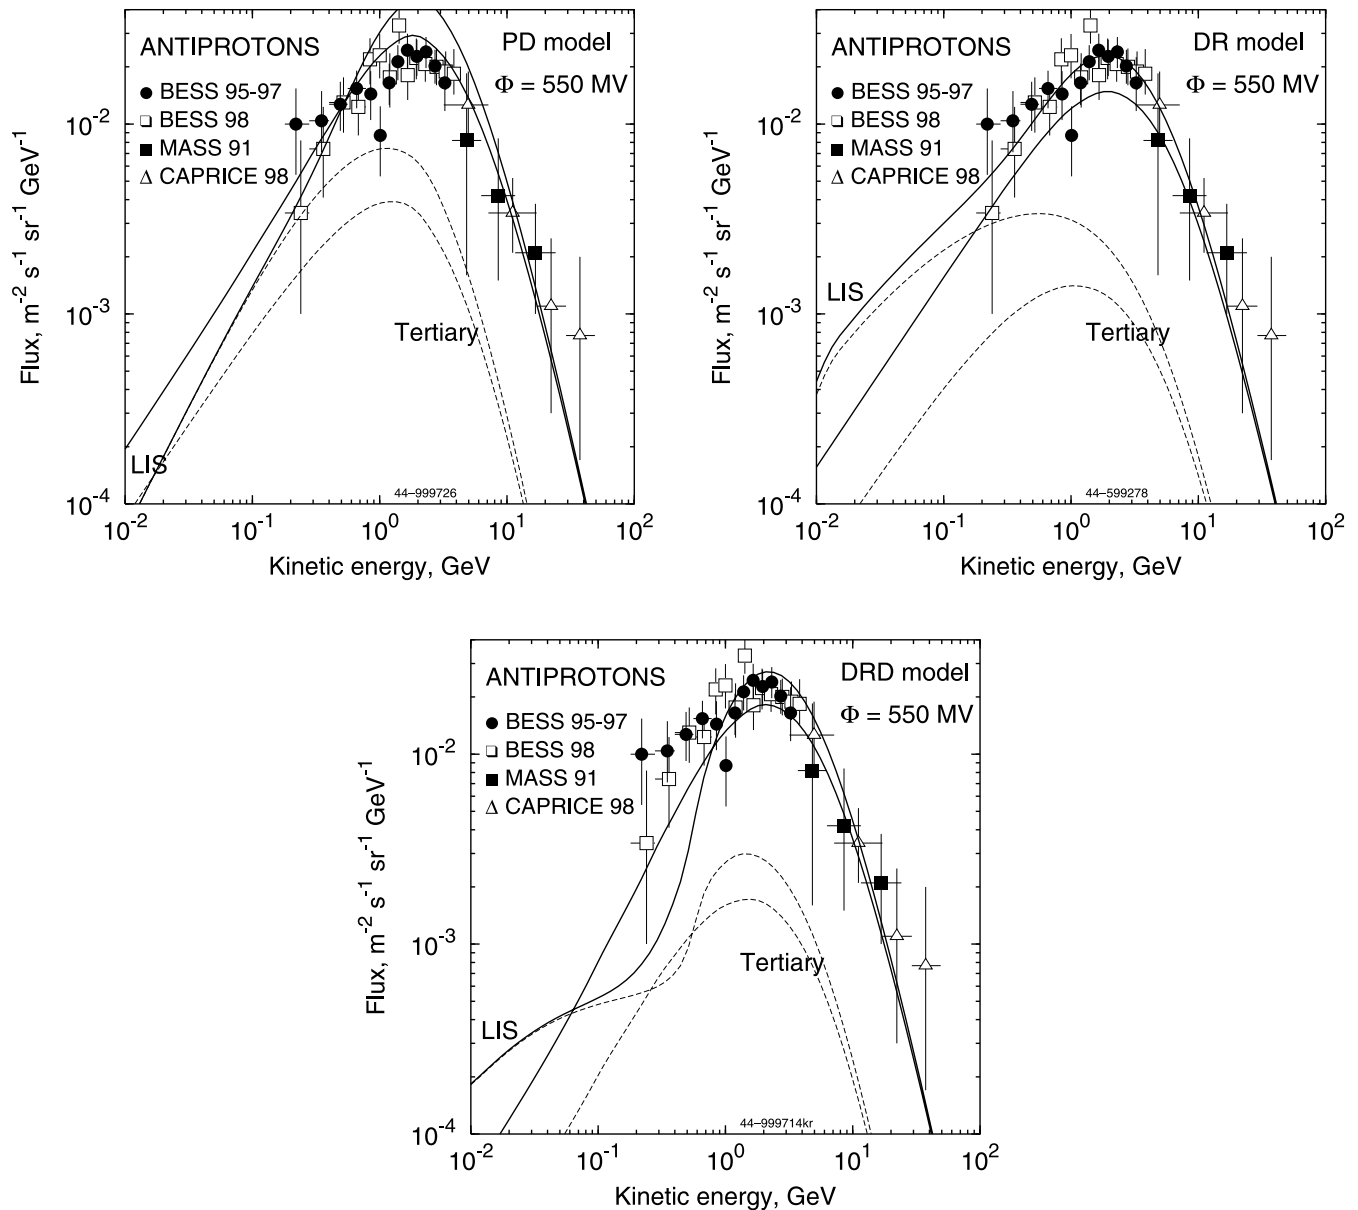 ANTIPROTONS
PD model
Φ = 550 MV
BESS 95-97
BESS 98
MASS 91
CAPRICE 98
Tertiary
LIS
44–999726
10⁻²
10⁻³
10⁻⁴
Flux, m⁻² s⁻¹ sr⁻¹ GeV⁻¹
10⁻² 10⁻¹ 10⁰ 10¹ 10²
Kinetic energy, GeV
ANTIPROTONS
DR model
Φ = 550 MV
BESS 95-97
BESS 98
MASS 91
CAPRICE 98
LIS
Tertiary
44–599278
10⁻²
10⁻³
10⁻⁴
Flux, m⁻² s⁻¹ sr⁻¹ GeV⁻¹
10⁻² 10⁻¹ 10⁰ 10¹ 10²
Kinetic energy, GeV
ANTIPROTONS
DRD model
Φ = 550 MV
BESS 95-97
BESS 98
MASS 91
CAPRICE 98
Tertiary
LIS
44–999714kr
10⁻²
10⁻³
10⁻⁴
Flux, m⁻² s⁻¹ sr⁻¹ GeV⁻¹
10⁻² 10⁻¹ 10⁰ 10¹ 10²
Kinetic energy, GeV